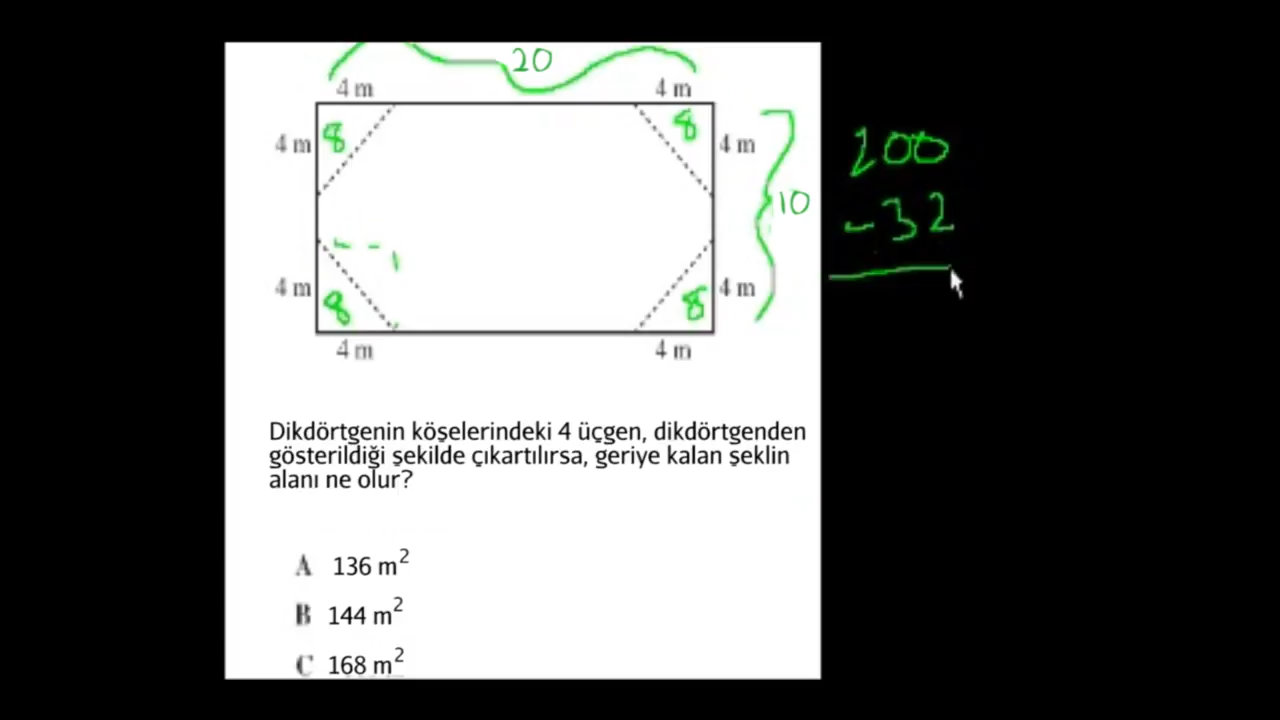 20
4 m 4 m
4 m 8 8 4 m
200
10
-32
4 m 8 8 4 m
4 m 4 m
Dikdörtgenin köşelerindeki 4 üçgen, dikdörtgenden
gösterildiği şekilde çıkartılırsa, geriye kalan şeklin
alanı ne olur?
A 136 m²
B 144 m²
C 168 m²